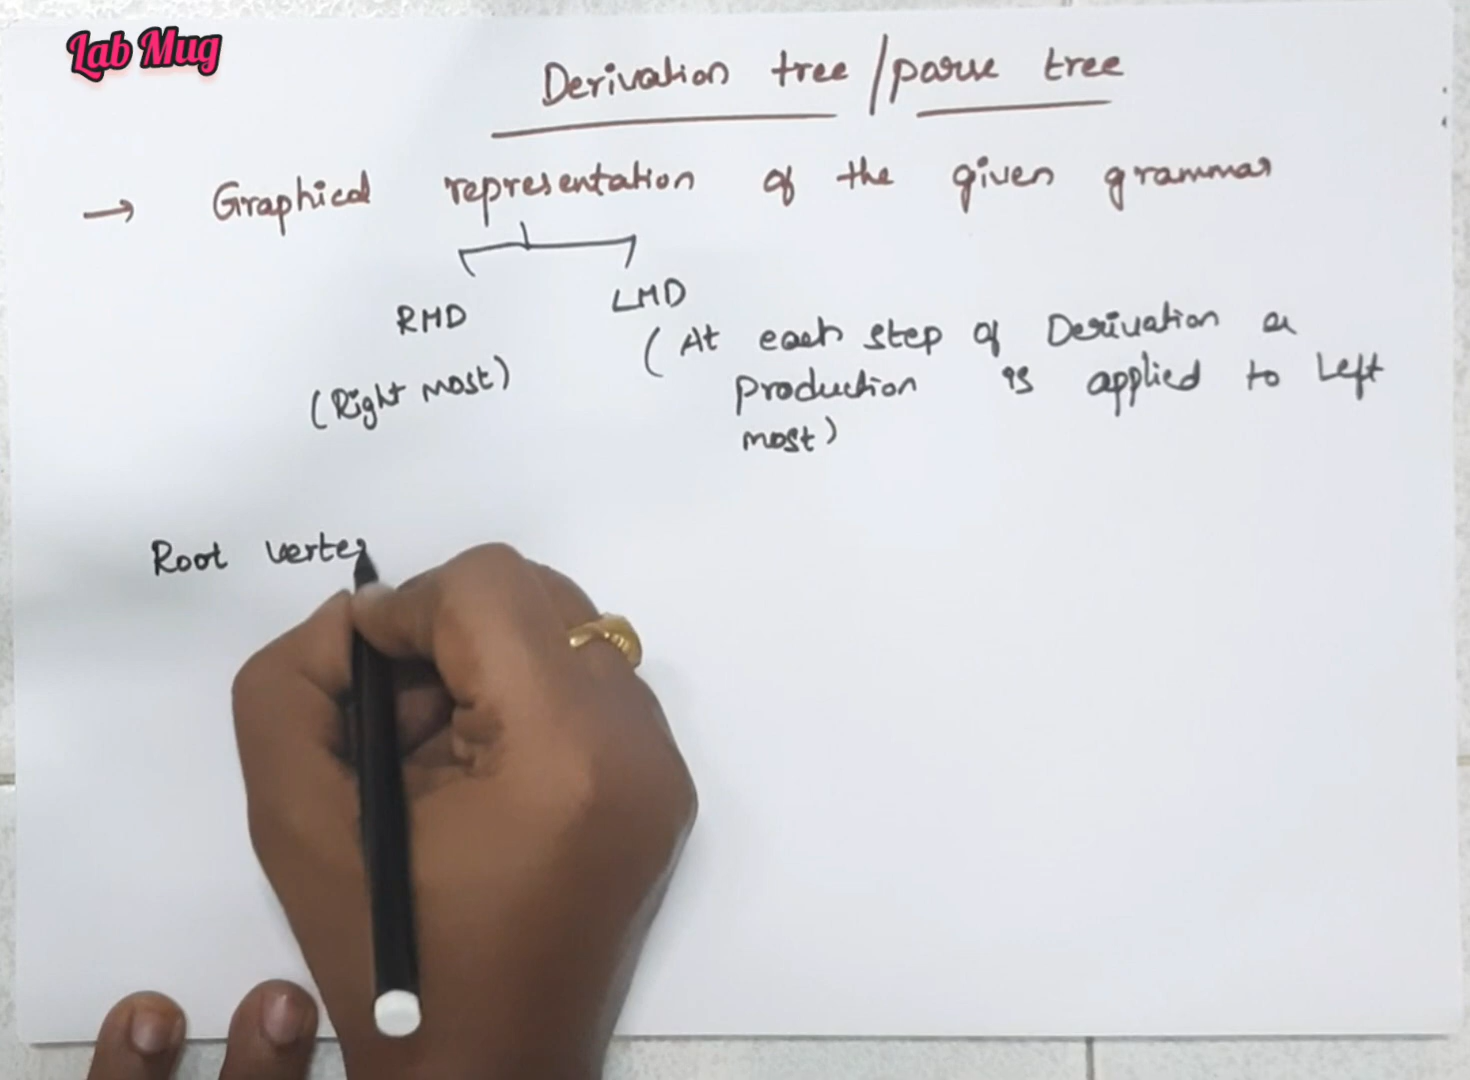 Lab Mug
Derivation tree / parse tree
→ Graphical representation of the given grammar
RMD
LMD
(Right most)
(At each step of Derivation a
production is applied to Left
most)
Root verte